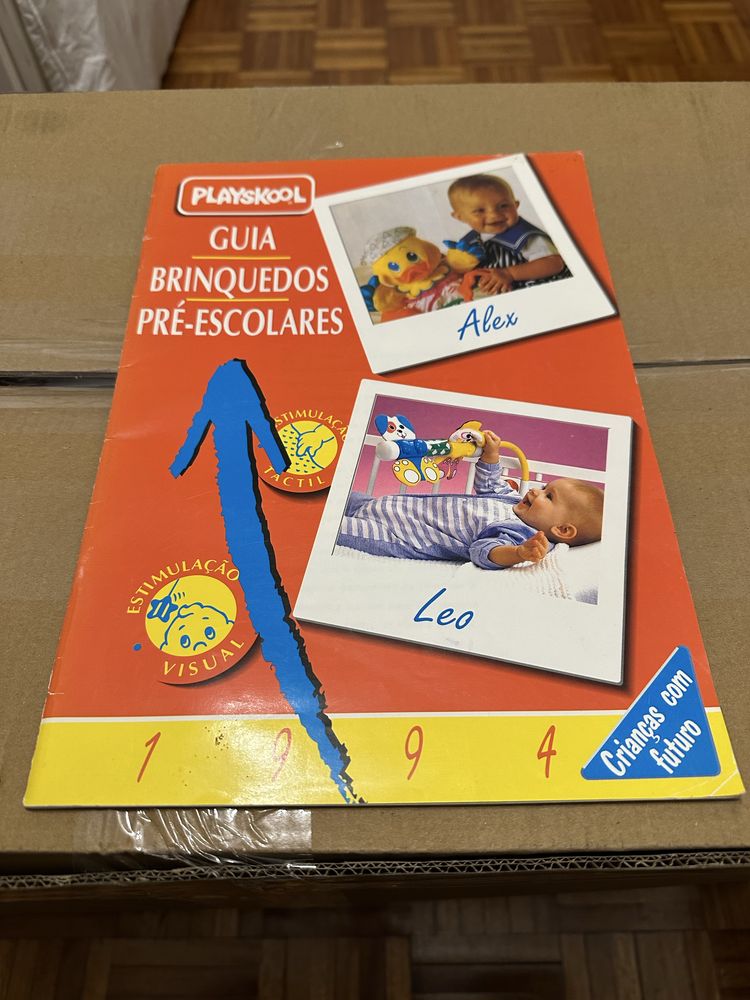 PLAYSKOOL
GUIA
BRINQUEDOS
PRÉ-ESCOLARES
Alex
ESTIMULAÇÃO
TACTIL
Leo
ESTIMULAÇÃO
VISUAL
1 9 9 4
Crianças com
futuro